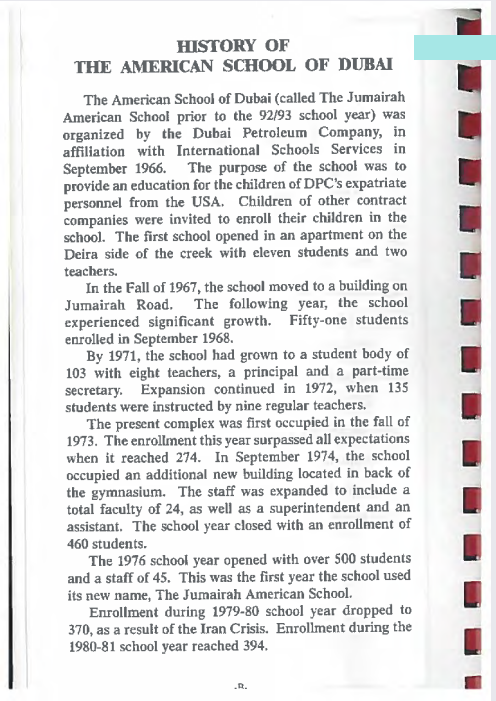 HISTORY OF
THE AMERICAN SCHOOL OF DUBAI
The American School of Dubai (called The Jumairah
American School prior to the 92/93 school year) was
organized by the Dubai Petroleum Company, in
affiliation with International Schools Services in
September 1966. The purpose of the school was to
provide an education for the children of DPC's expatriate
personnel from the USA. Children of other contract
companies were invited to enroll their children in the
school. The first school opened in an apartment on the
Deira side of the creek with eleven students and two
teachers.
In the Fall of 1967, the school moved to a building on
Jumairah Road. The following year, the school
experienced significant growth. Fifty-one students
enrolled in September 1968.
By 1971, the school had grown to a student body of
103 with eight teachers, a principal and a part-time
secretary. Expansion continued in 1972, when 135
students were instructed by nine regular teachers.
The present complex was first occupied in the fall of
1973. The enrollment this year surpassed all expectations
when it reached 274. In September 1974, the school
occupied an additional new building located in back of
the gymnasium. The staff was expanded to include a
total faculty of 24, as well as a superintendent and an
assistant. The school year closed with an enrollment of
460 students.
The 1976 school year opened with over 500 students
and a staff of 45. This was the first year the school used
its new name, The Jumairah American School.
Enrollment during 1979-80 school year dropped to
370, as a result of the Iran Crisis. Enrollment during the
1980-81 school year reached 394.